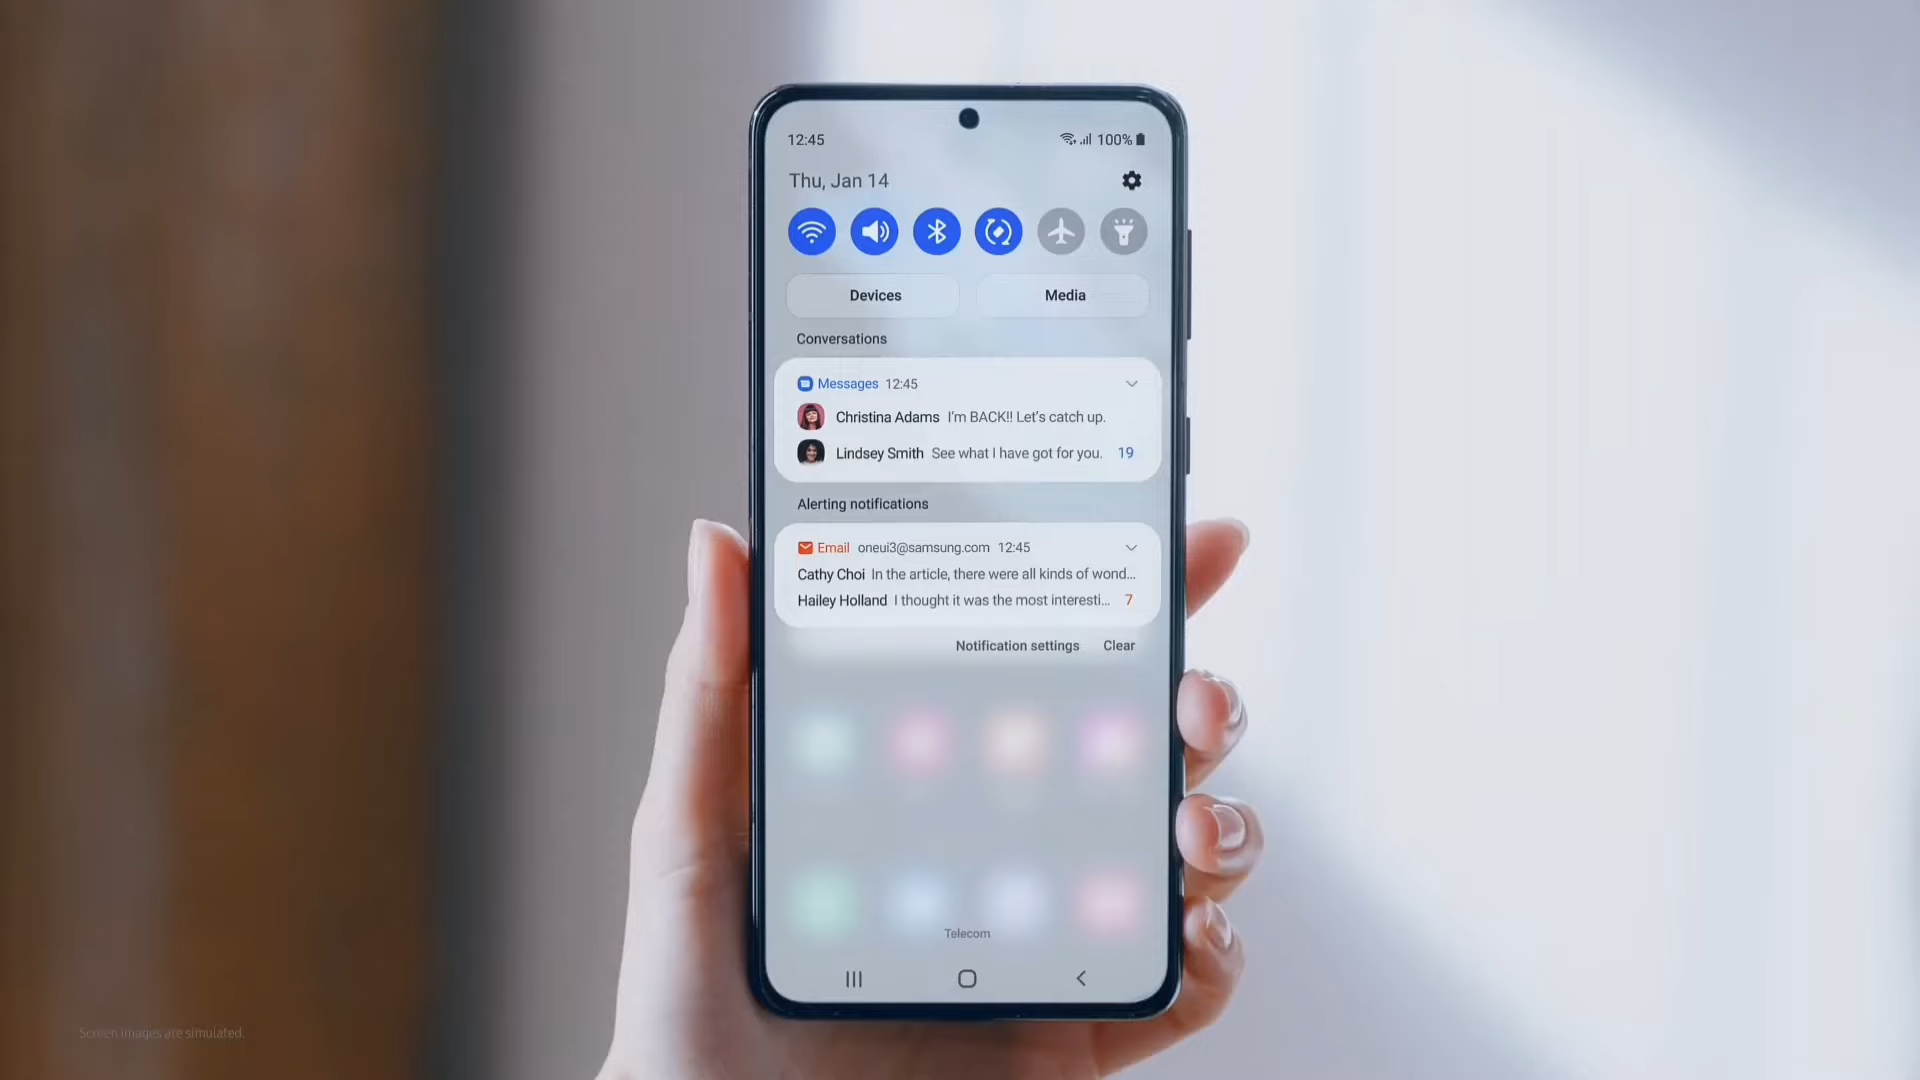 12:45 100%
Thu, Jan 14
Devices Media
Conversations
Messages 12:45
Christina Adams I'm BACK!! Let's catch up.
Lindsey Smith See what I have got for you. 19
Alerting notifications
Email oneui3@samsung.com 12:45
Cathy Choi In the article, there were all kinds of wond...
Hailey Holland I thought it was the most interesti... 7
Notification settings Clear
Telecom
Screen images are simulated.